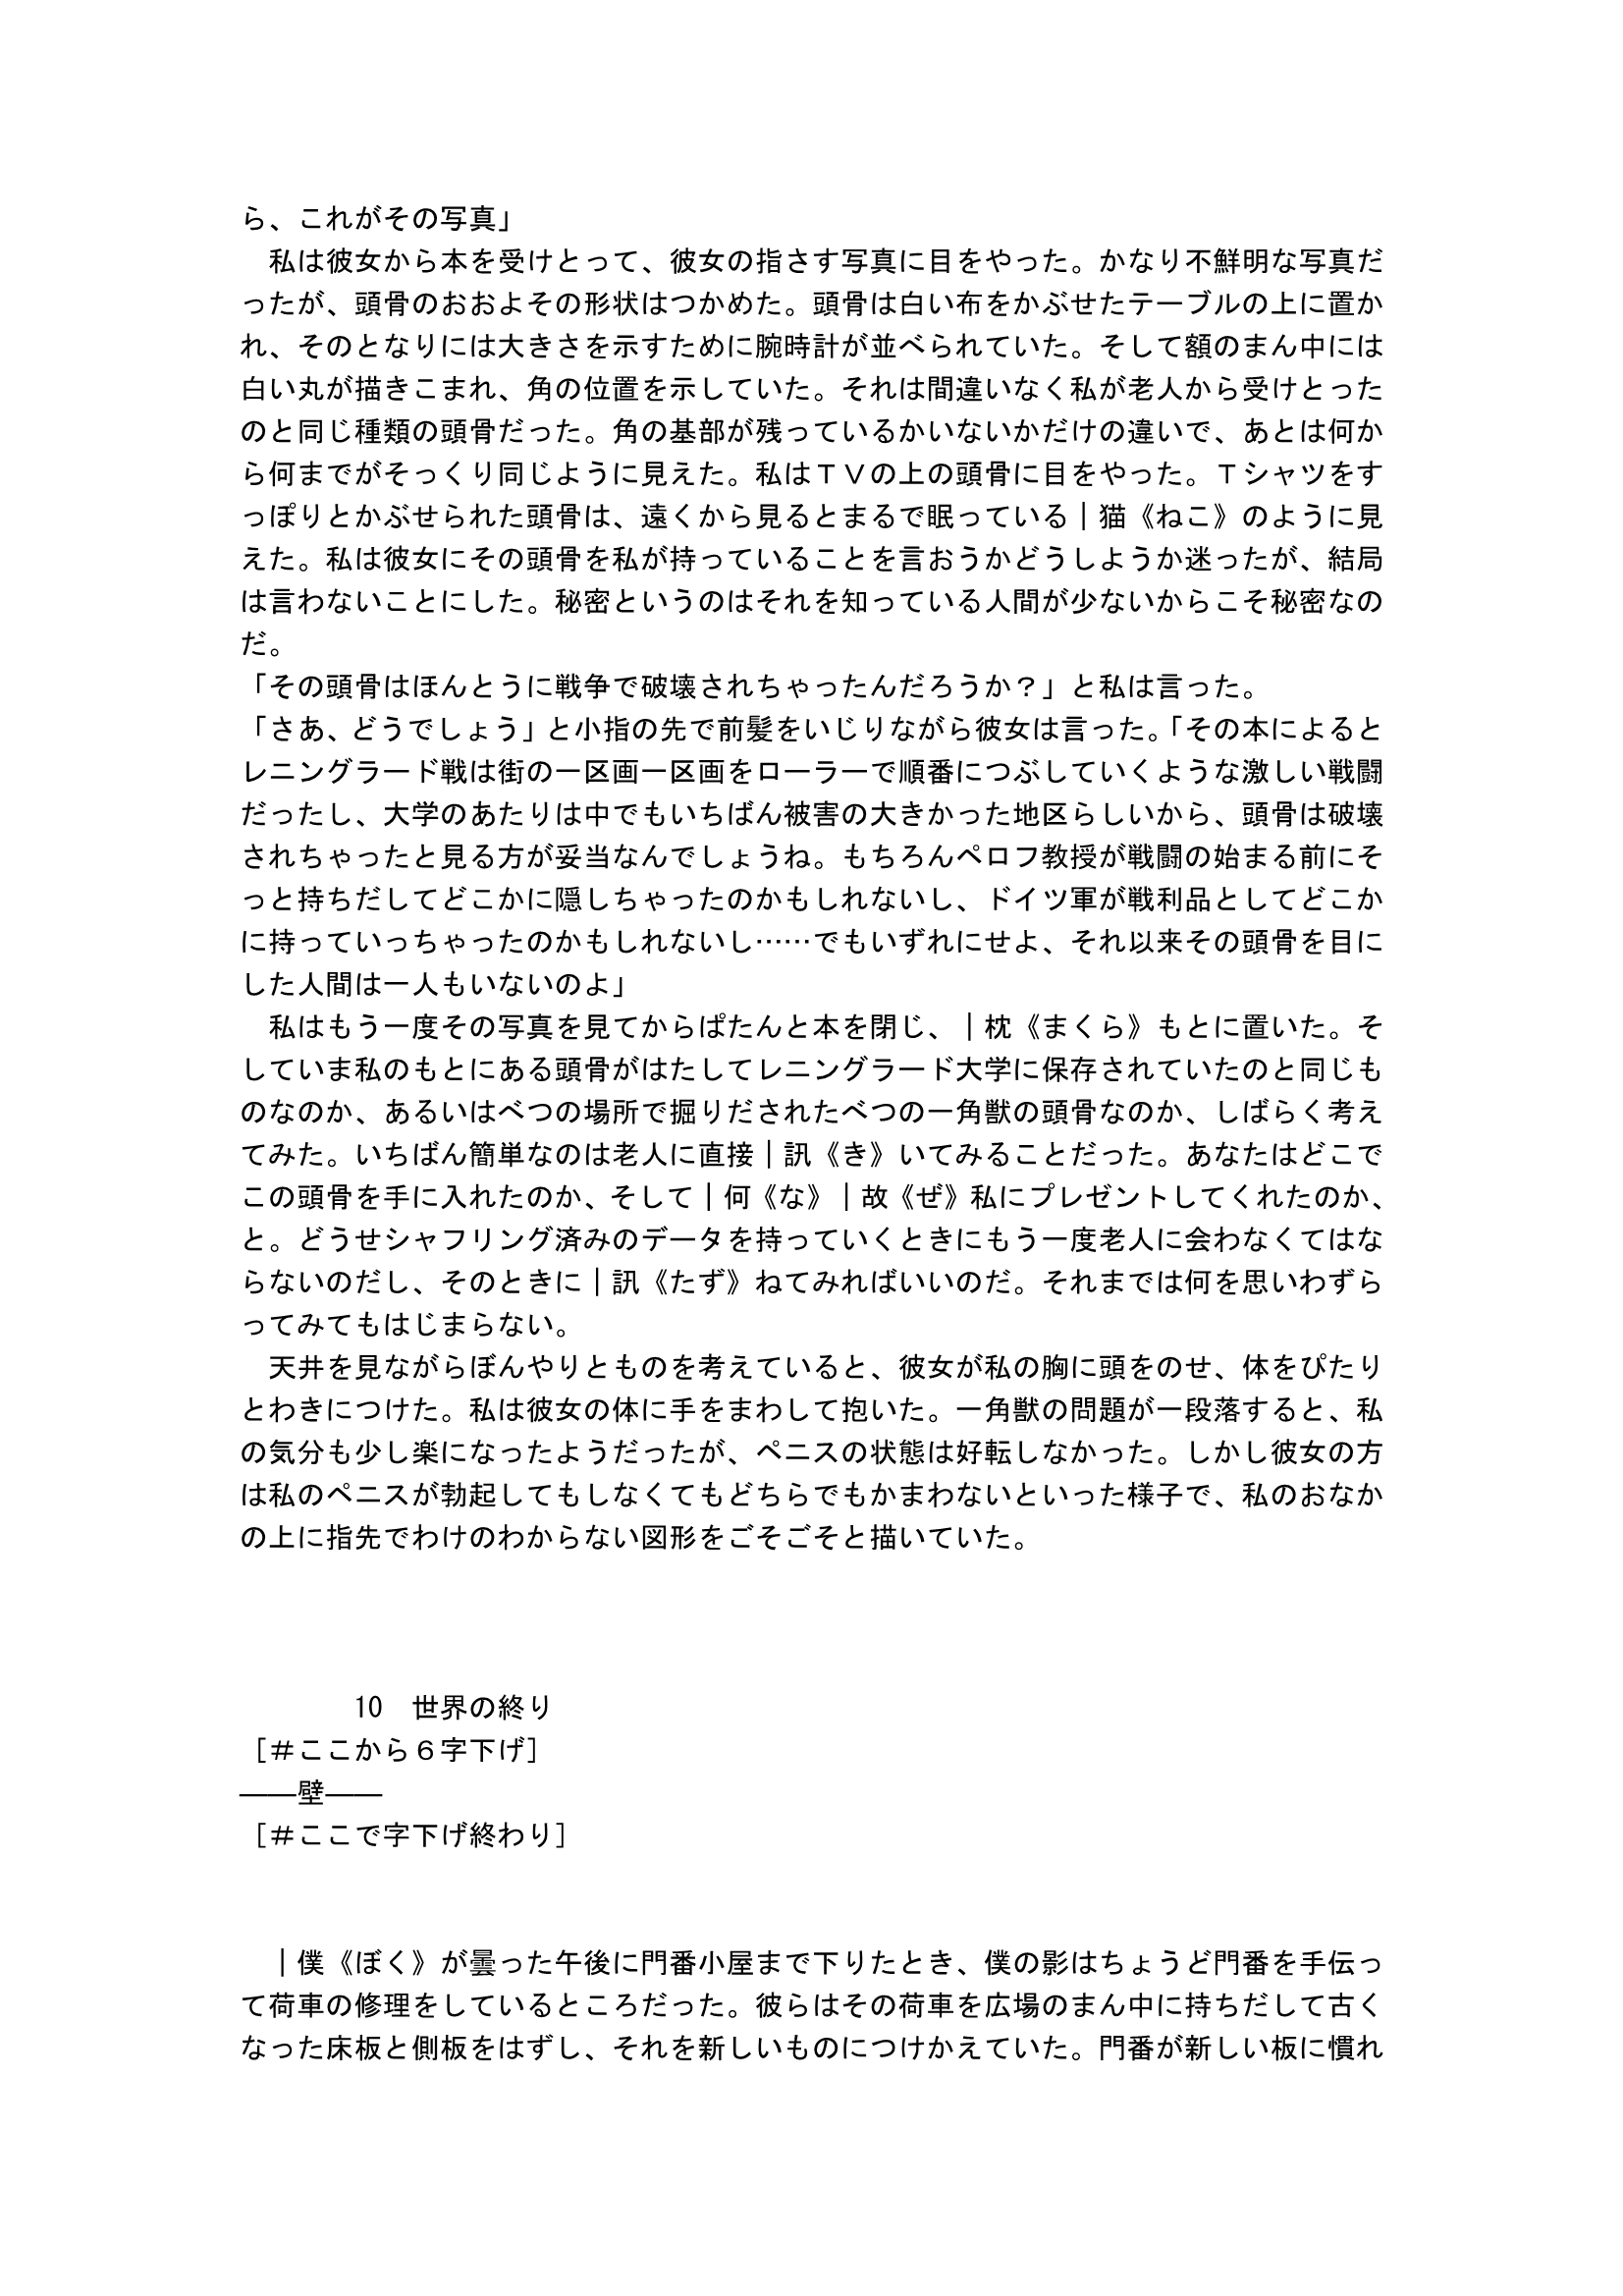 ら、これがその写真」
　私は彼女から本を受けとって、彼女の指さす写真に目をやった。かなり不鮮明な写真だ
ったが、頭骨のおおよその形状はつかめた。頭骨は白い布をかぶせたテーブルの上に置か
れ、そのとなりには大きさを示すために腕時計が並べられていた。そして額のまん中には
白い丸が描きこまれ、角の位置を示していた。それは間違いなく私が老人から受けとった
のと同じ種類の頭骨だった。角の基部が残っているかいないかだけの違いで、あとは何か
ら何までがそっくり同じように見えた。私はＴＶの上の頭骨に目をやった。Ｔシャツをす
っぽりとかぶせられた頭骨は、遠くから見るとまるで眠っている｜猫《ねこ》のように見
えた。私は彼女にその頭骨を私が持っていることを言おうかどうしようか迷ったが、結局
は言わないことにした。秘密というのはそれを知っている人間が少ないからこそ秘密なの
だ。
「その頭骨はほんとうに戦争で破壊されちゃったんだろうか？」と私は言った。
「さあ、どうでしょう」と小指の先で前髪をいじりながら彼女は言った。「その本によると
レニングラード戦は街の一区画一区画をローラーで順番につぶしていくような激しい戦闘
だったし、大学のあたりは中でもいちばん被害の大きかった地区らしいから、頭骨は破壊
されちゃったと見る方が妥当なんでしょうね。もちろんペロフ教授が戦闘の始まる前にそ
っと持ちだしてどこかに隠しちゃったのかもしれないし、ドイツ軍が戦利品としてどこか
に持っていっちゃったのかもしれないし……でもいずれにせよ、それ以来その頭骨を目に
した人間は一人もいないのよ」
　私はもう一度その写真を見てからぱたんと本を閉じ、｜枕《まくら》もとに置いた。そ
していま私のもとにある頭骨がはたしてレニングラード大学に保存されていたのと同じも
のなのか、あるいはべつの場所で掘りだされたべつの一角獣の頭骨なのか、しばらく考え
てみた。いちばん簡単なのは老人に直接｜訊《き》いてみることだった。あなたはどこで
この頭骨を手に入れたのか、そして｜何《な》｜故《ぜ》私にプレゼントしてくれたのか、
と。どうせシャフリング済みのデータを持っていくときにもう一度老人に会わなくてはな
らないのだし、そのときに｜訊《たず》ねてみればいいのだ。それまでは何を思いわずら
ってみてもはじまらない。
　天井を見ながらぼんやりとものを考えていると、彼女が私の胸に頭をのせ、体をぴたり
とわきにつけた。私は彼女の体に手をまわして抱いた。一角獣の問題が一段落すると、私
の気分も少し楽になったようだったが、ペニスの状態は好転しなかった。しかし彼女の方
は私のペニスが勃起してもしなくてもどちらでもかまわないといった様子で、私のおなか
の上に指先でわけのわからない図形をごそごそと描いていた。
10　世界の終り
［＃ここから６字下げ］
――壁――
［＃ここで字下げ終わり］
　｜僕《ぼく》が曇った午後に門番小屋まで下りたとき、僕の影はちょうど門番を手伝っ
て荷車の修理をしているところだった。彼らはその荷車を広場のまん中に持ちだして古く
なった床板と側板をはずし、それを新しいものにつけかえていた。門番が新しい板に慣れ